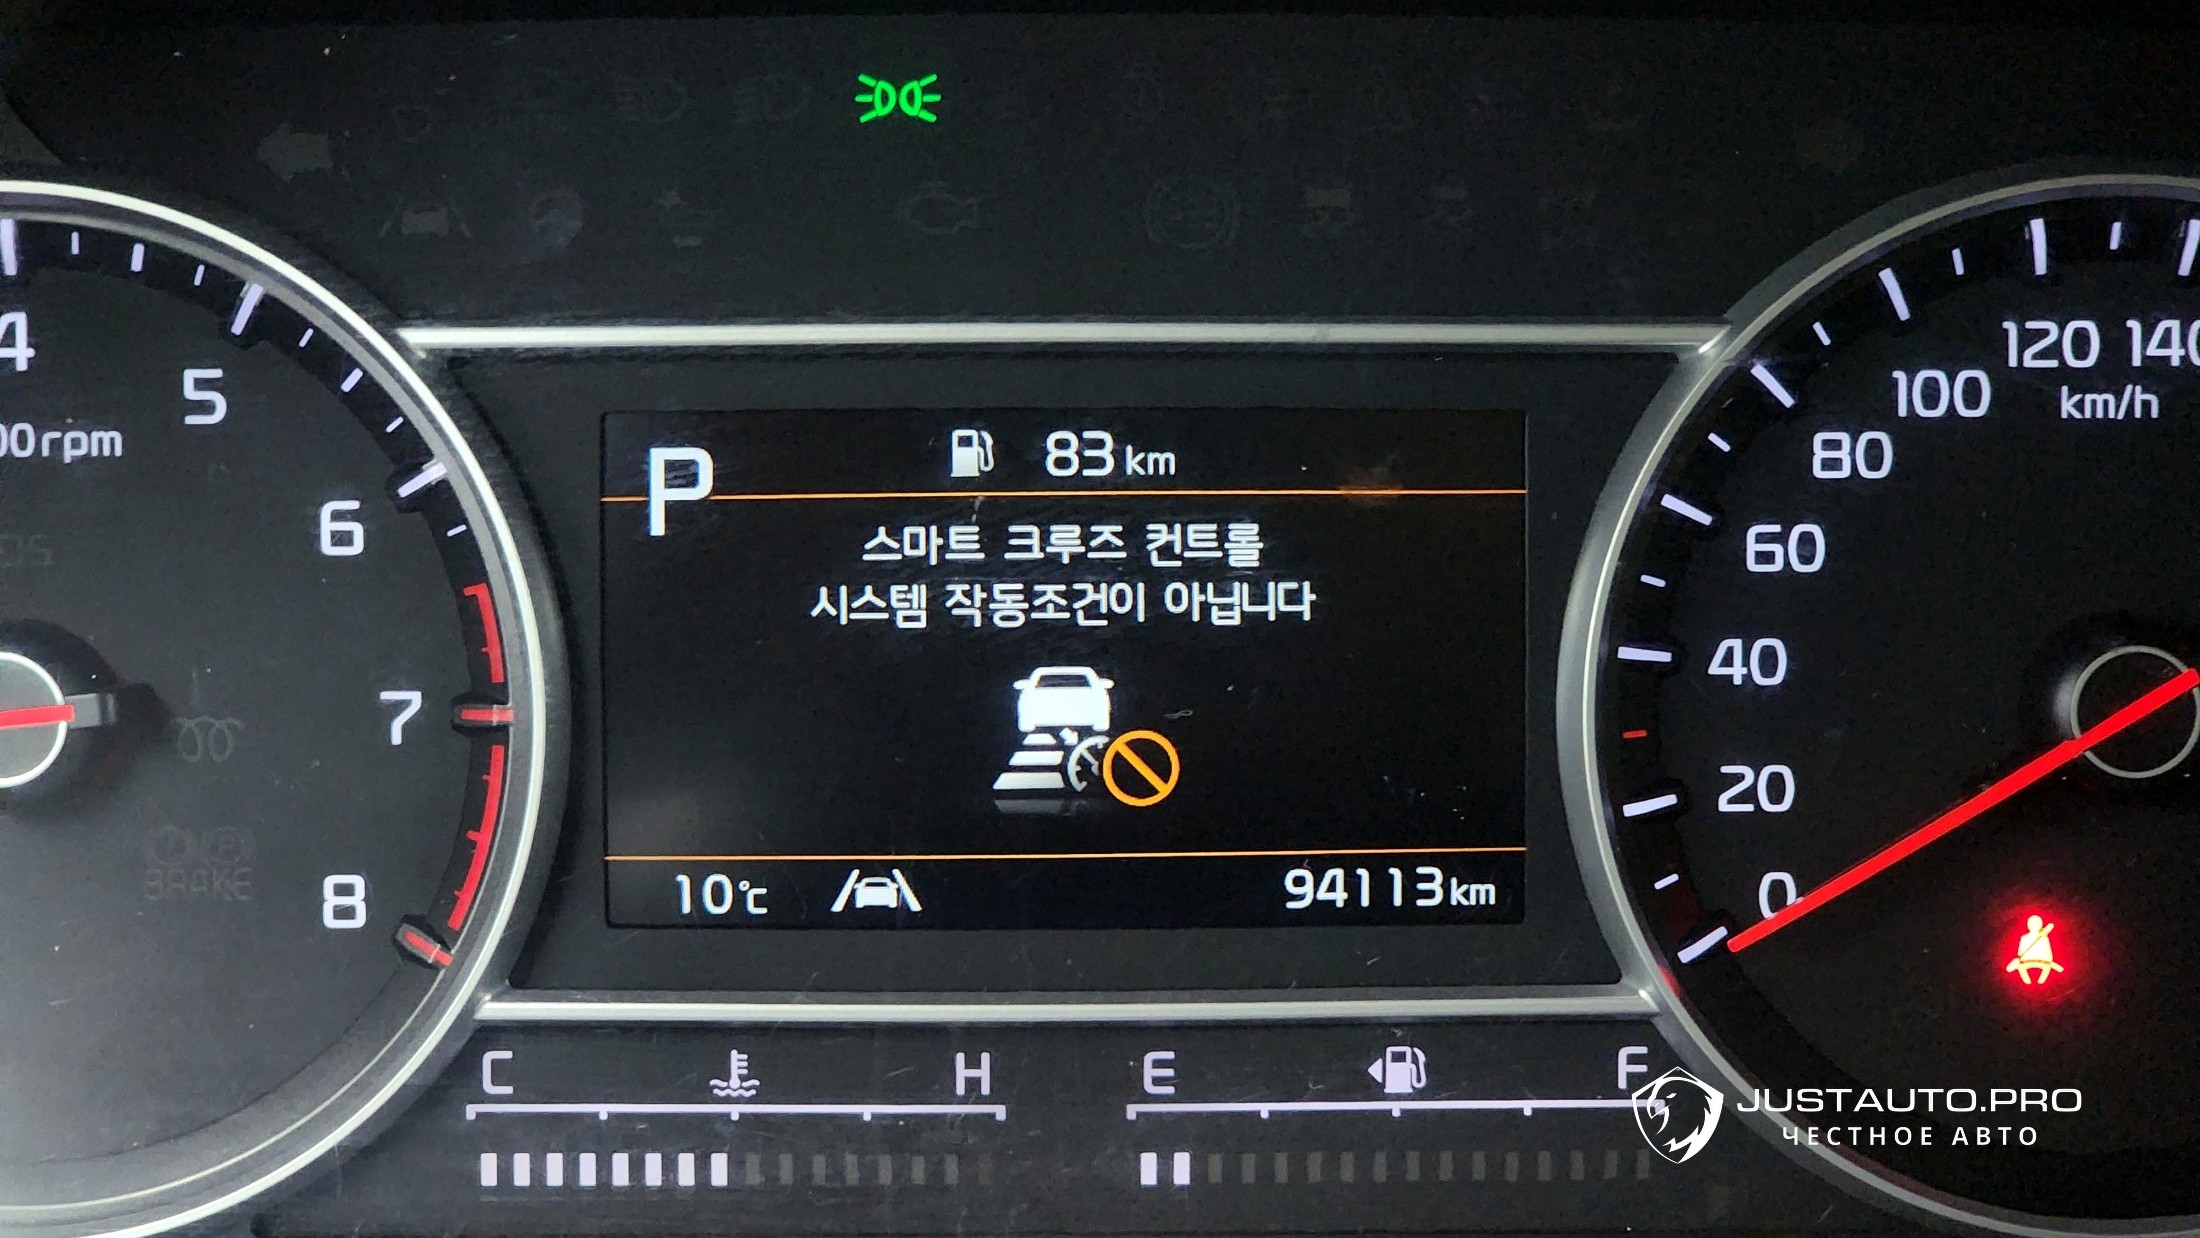 4
5
00rpm
6
7
8
P
83 km
스마트 크루즈 컨트롤
시스템 작동조건이 아닙니다
10℃
94113km
120 140
km/h
100
80
60
40
20
0
BRAKE
C H
E F
JUSTAUTO.PRO
ЧЕСТНОЕ АВТО